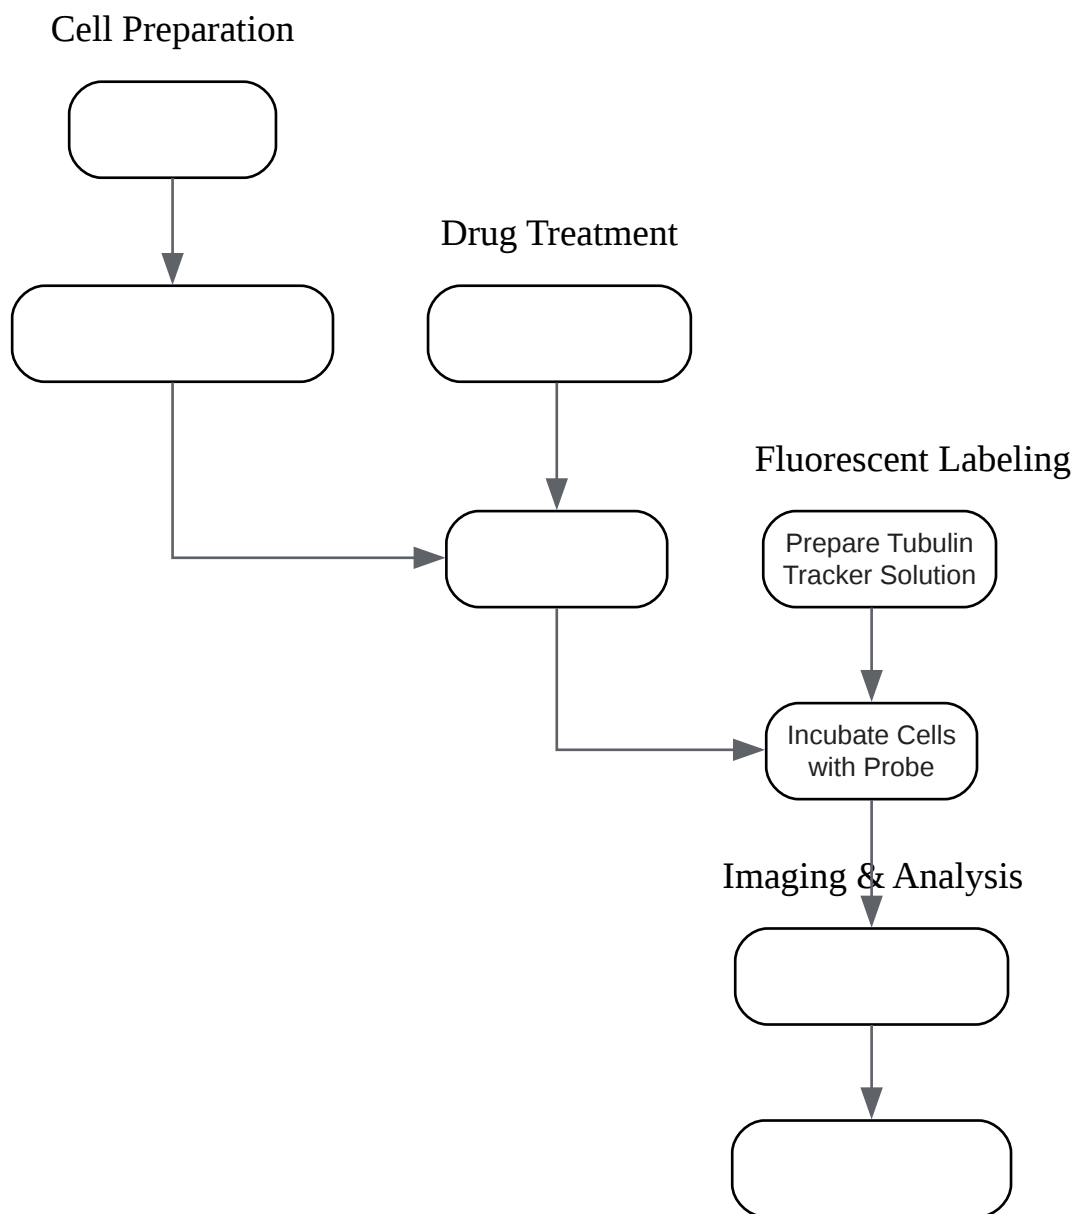 Cell Preparation
Drug Treatment
Fluorescent Labeling
Prepare Tubulin
Tracker Solution
Incubate Cells
with Probe
Imaging & Analysis